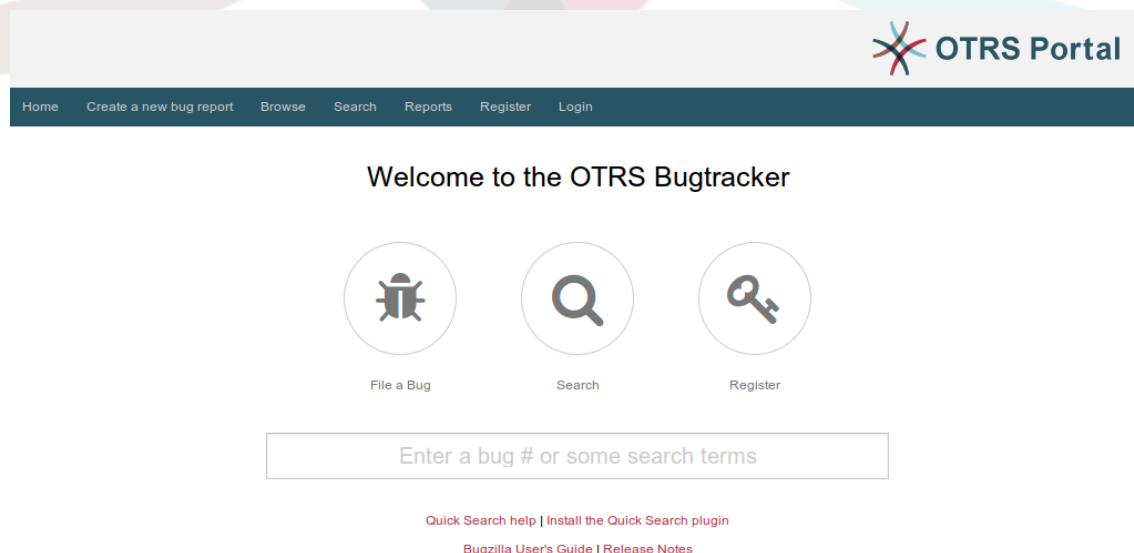 OTRS Portal
Home Create a new bug report Browse Search Reports Register Login
Welcome to the OTRS Bugtracker
File a Bug Search Register
Enter a bug # or some search terms
Quick Search help | Install the Quick Search plugin
Bugzilla User's Guide | Release Notes